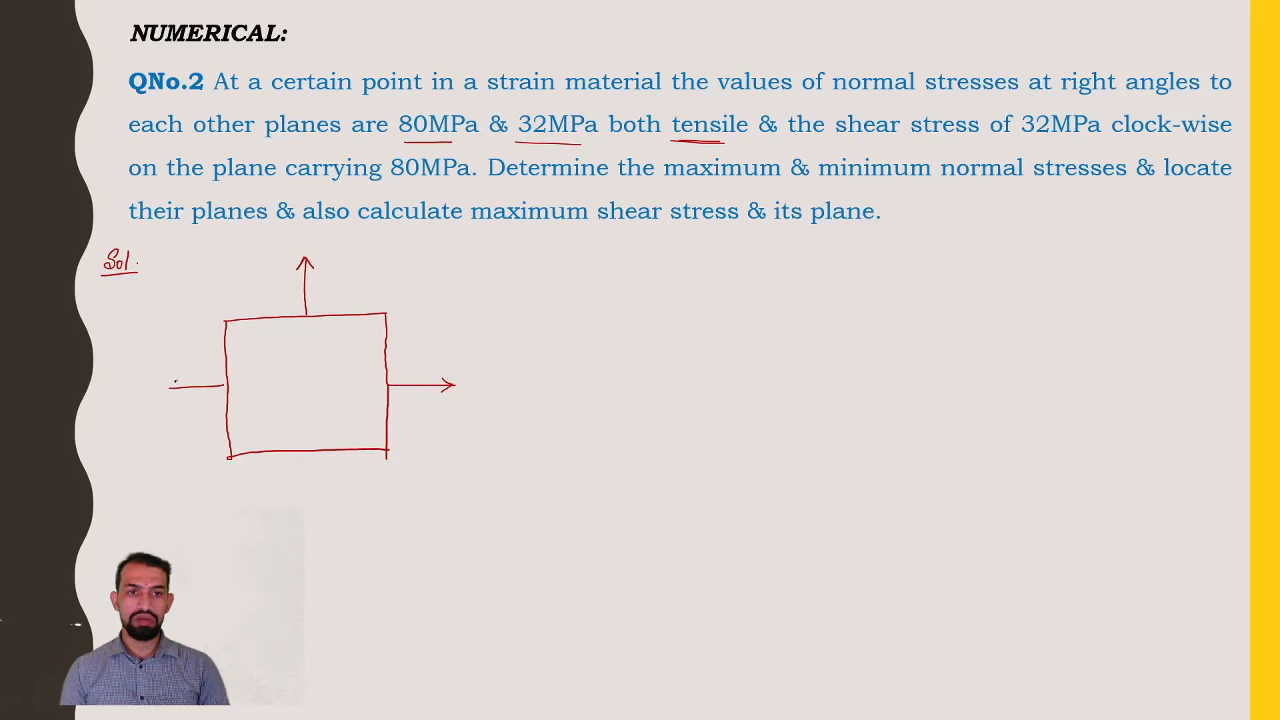 NUMERICAL:
QNo.2 At a certain point in a strain material the values of normal stresses at right angles to
each other planes are 80MPa & 32MPa both tensile & the shear stress of 32MPa clock-wise
on the plane carrying 80MPa. Determine the maximum & minimum normal stresses & locate
their planes & also calculate maximum shear stress & its plane.
Sol.